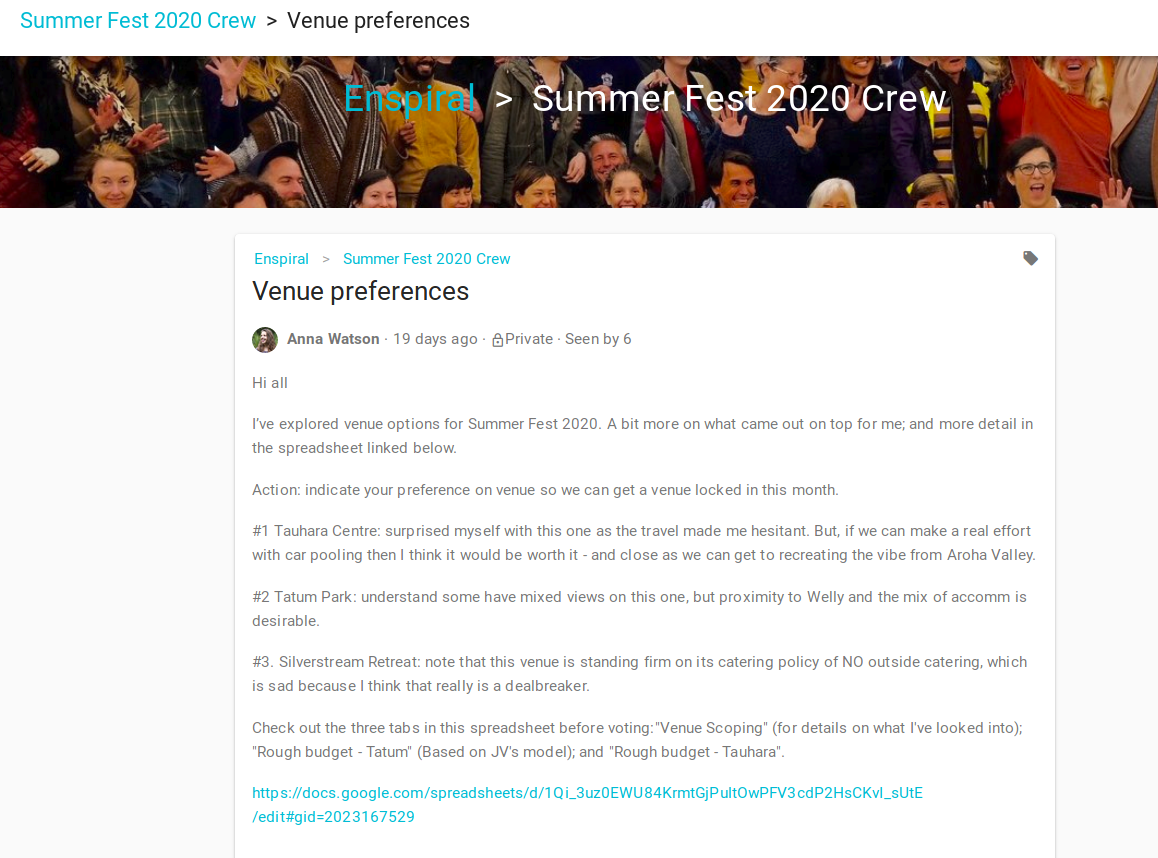 Summer Fest 2020 Crew > Venue preferences
Enspiral > Summer Fest 2020 Crew
Enspiral > Summer Fest 2020 Crew
Venue preferences
Anna Watson · 19 days ago · Private · Seen by 6
Hi all
I've explored venue options for Summer Fest 2020. A bit more on what came out on top for me; and more detail in
the spreadsheet linked below.
Action: indicate your preference on venue so we can get a venue locked in this month.
#1 Tauhara Centre: surprised myself with this one as the travel made me hesitant. But, if we can make a real effort
with car pooling then I think it would be worth it - and close as we can get to recreating the vibe from Aroha Valley.
#2 Tatum Park: understand some have mixed views on this one, but proximity to Welly and the mix of accomm is
desirable.
#3. Silverstream Retreat: note that this venue is standing firm on its catering policy of NO outside catering, which
is sad because I think that really is a dealbreaker.
Check out the three tabs in this spreadsheet before voting:"Venue Scoping" (for details on what I've looked into);
"Rough budget - Tatum" (Based on JV's model); and "Rough budget - Tauhara".
https://docs.google.com/spreadsheets/d/1Qi_3uz0EWU84KrmtGjPuItOwPFV3cdP2HsCKvI_sUtE
/edit#gid=2023167529